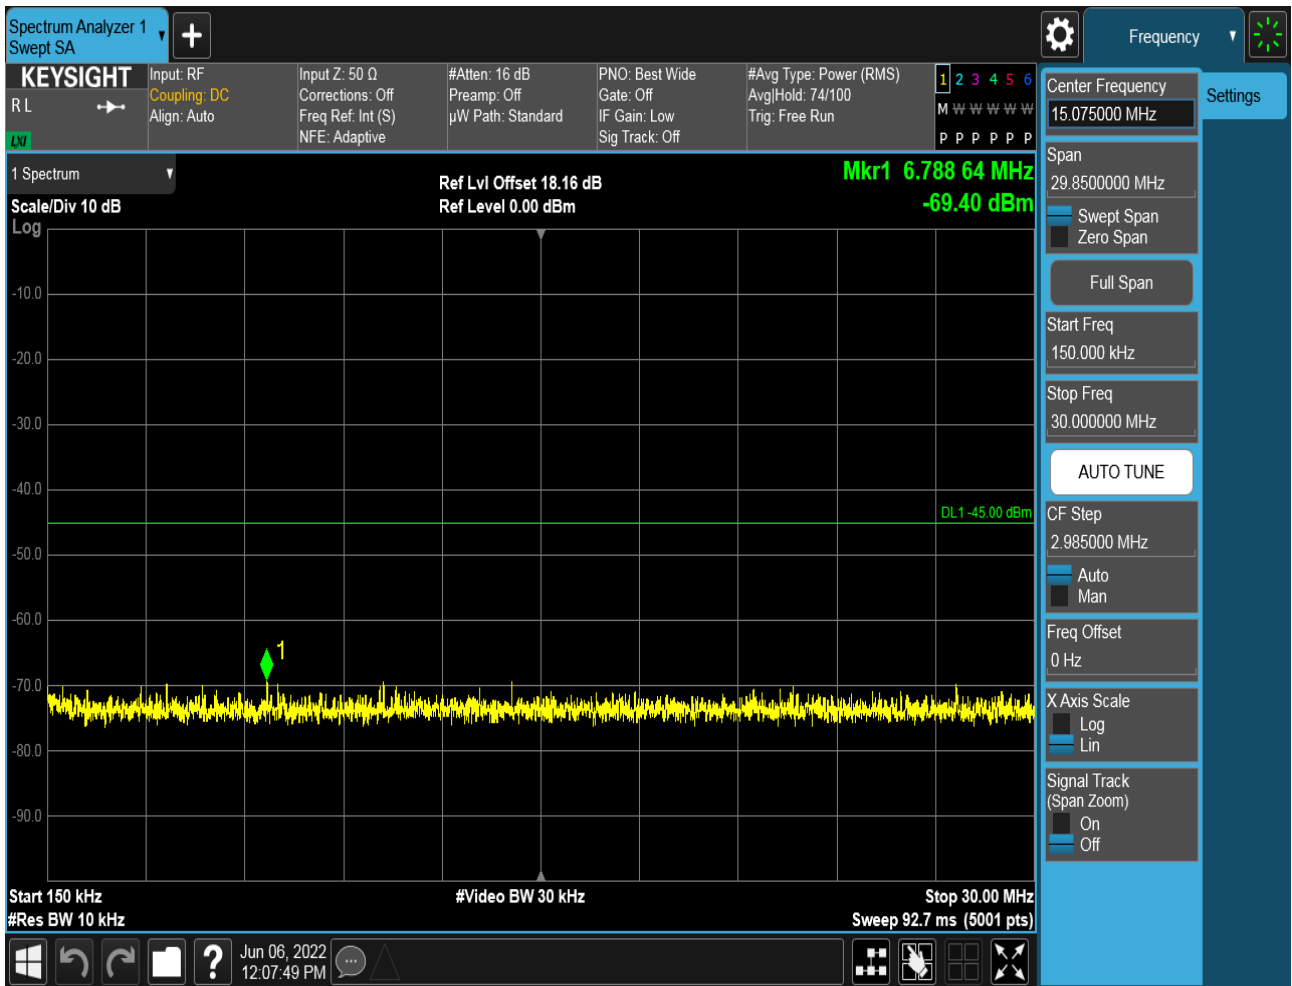 Spectrum Analyzer 1
Swept SA
Frequency
KEYSIGHT
R L
LXI
Input: RF
Coupling: DC
Align: Auto
Input Z: 50 Ω
Corrections: Off
Freq Ref: Int (S)
NFE: Adaptive
#Atten: 16 dB
Preamp: Off
µW Path: Standard
PNO: Best Wide
Gate: Off
IF Gain: Low
Sig Track: Off
#Avg Type: Power (RMS)
Avg|Hold: 74/100
Trig: Free Run
1 2 3 4 5 6
M W W W W W
P P P P P P
Center Frequency
15.075000 MHz
Settings
Span
29.8500000 MHz
Swept Span
Zero Span
Full Span
Start Freq
150.000 kHz
Stop Freq
30.000000 MHz
AUTO TUNE
CF Step
2.985000 MHz
Auto
Man
Freq Offset
0 Hz
X Axis Scale
Log
Lin
Signal Track
(Span Zoom)
On
Off
1 Spectrum
Scale/Div 10 dB
Log
Ref Lvl Offset 18.16 dB
Ref Level 0.00 dBm
Mkr1 6.788 64 MHz
-69.40 dBm
-10.0
-20.0
-30.0
-40.0
DL1 -45.00 dBm
-50.0
-60.0
1
-70.0
-80.0
-90.0
Start 150 kHz
#Video BW 30 kHz
Stop 30.00 MHz
#Res BW 10 kHz
Sweep 92.7 ms (5001 pts)
?
Jun 06, 2022
12:07:49 PM